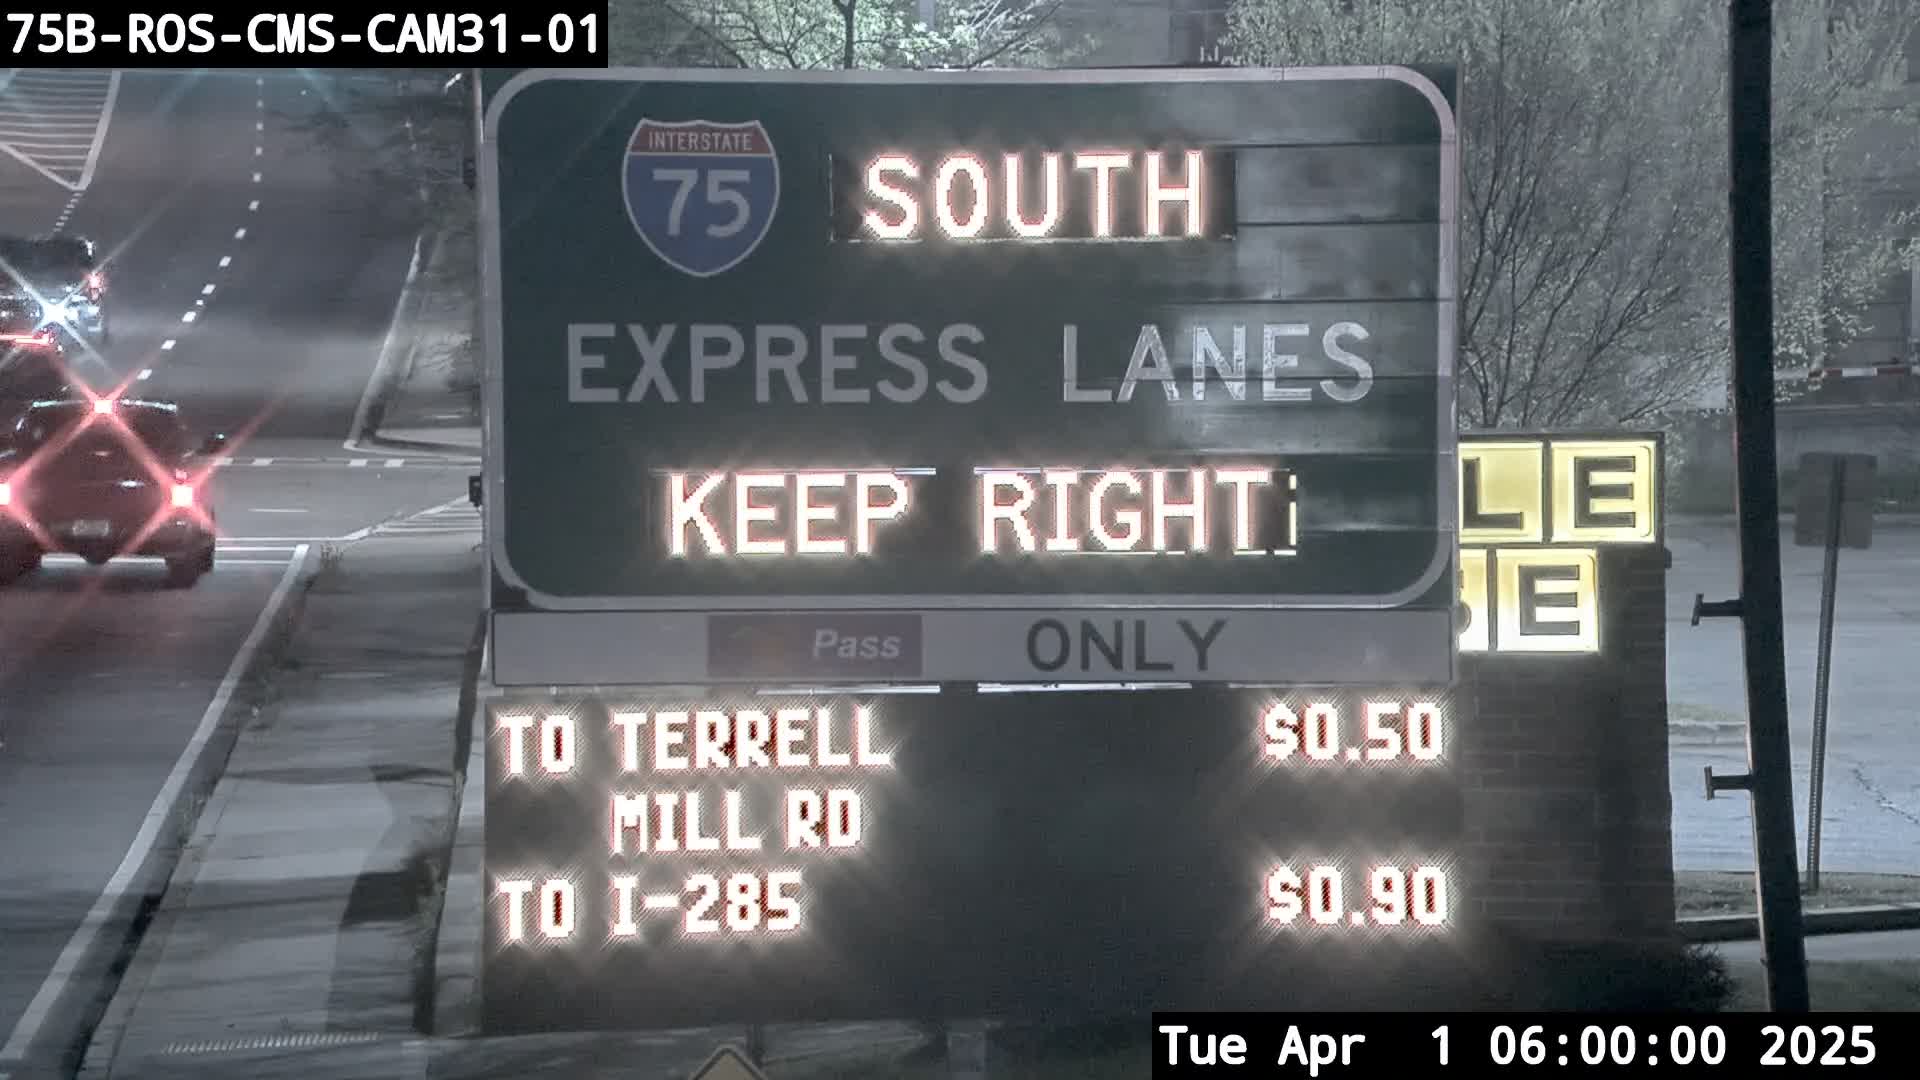 75B-ROS-CMS-CAM31-01
INTERSTATE
75
SOUTH
EXPRESS LANES
KEEP RIGHT
Pass ONLY
TO TERRELL $0.50
MILL RD
TO I-285 $0.90
LE
E
Tue Apr 1 06:00:00 2025